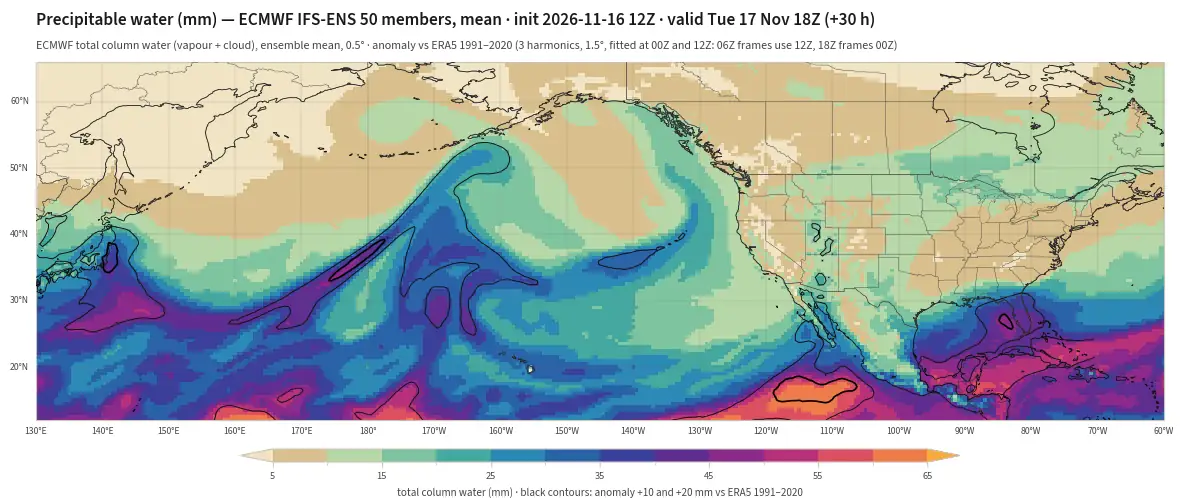 Precipitable water (mm) — ECMWF IFS-ENS 50 members, mean · init 2026-11-16 12Z · valid Tue 17 Nov 18Z (+30 h)
ECMWF total column water (vapour + cloud), ensemble mean, 0.5° · anomaly vs ERA5 1991–2020 (3 harmonics, 1.5°, fitted at 00Z and 12Z: 06Z frames use 12Z, 18Z frames 00Z)
60°N
50°N
40°N
30°N
20°N
130°E 140°E 150°E 160°E 170°E 180° 170°W 160°W 150°W 140°W 130°W 120°W 110°W 100°W 90°W 80°W 70°W 60°W
5 15 25 35 45 55 65
total column water (mm) · black contours: anomaly +10 and +20 mm vs ERA5 1991–2020